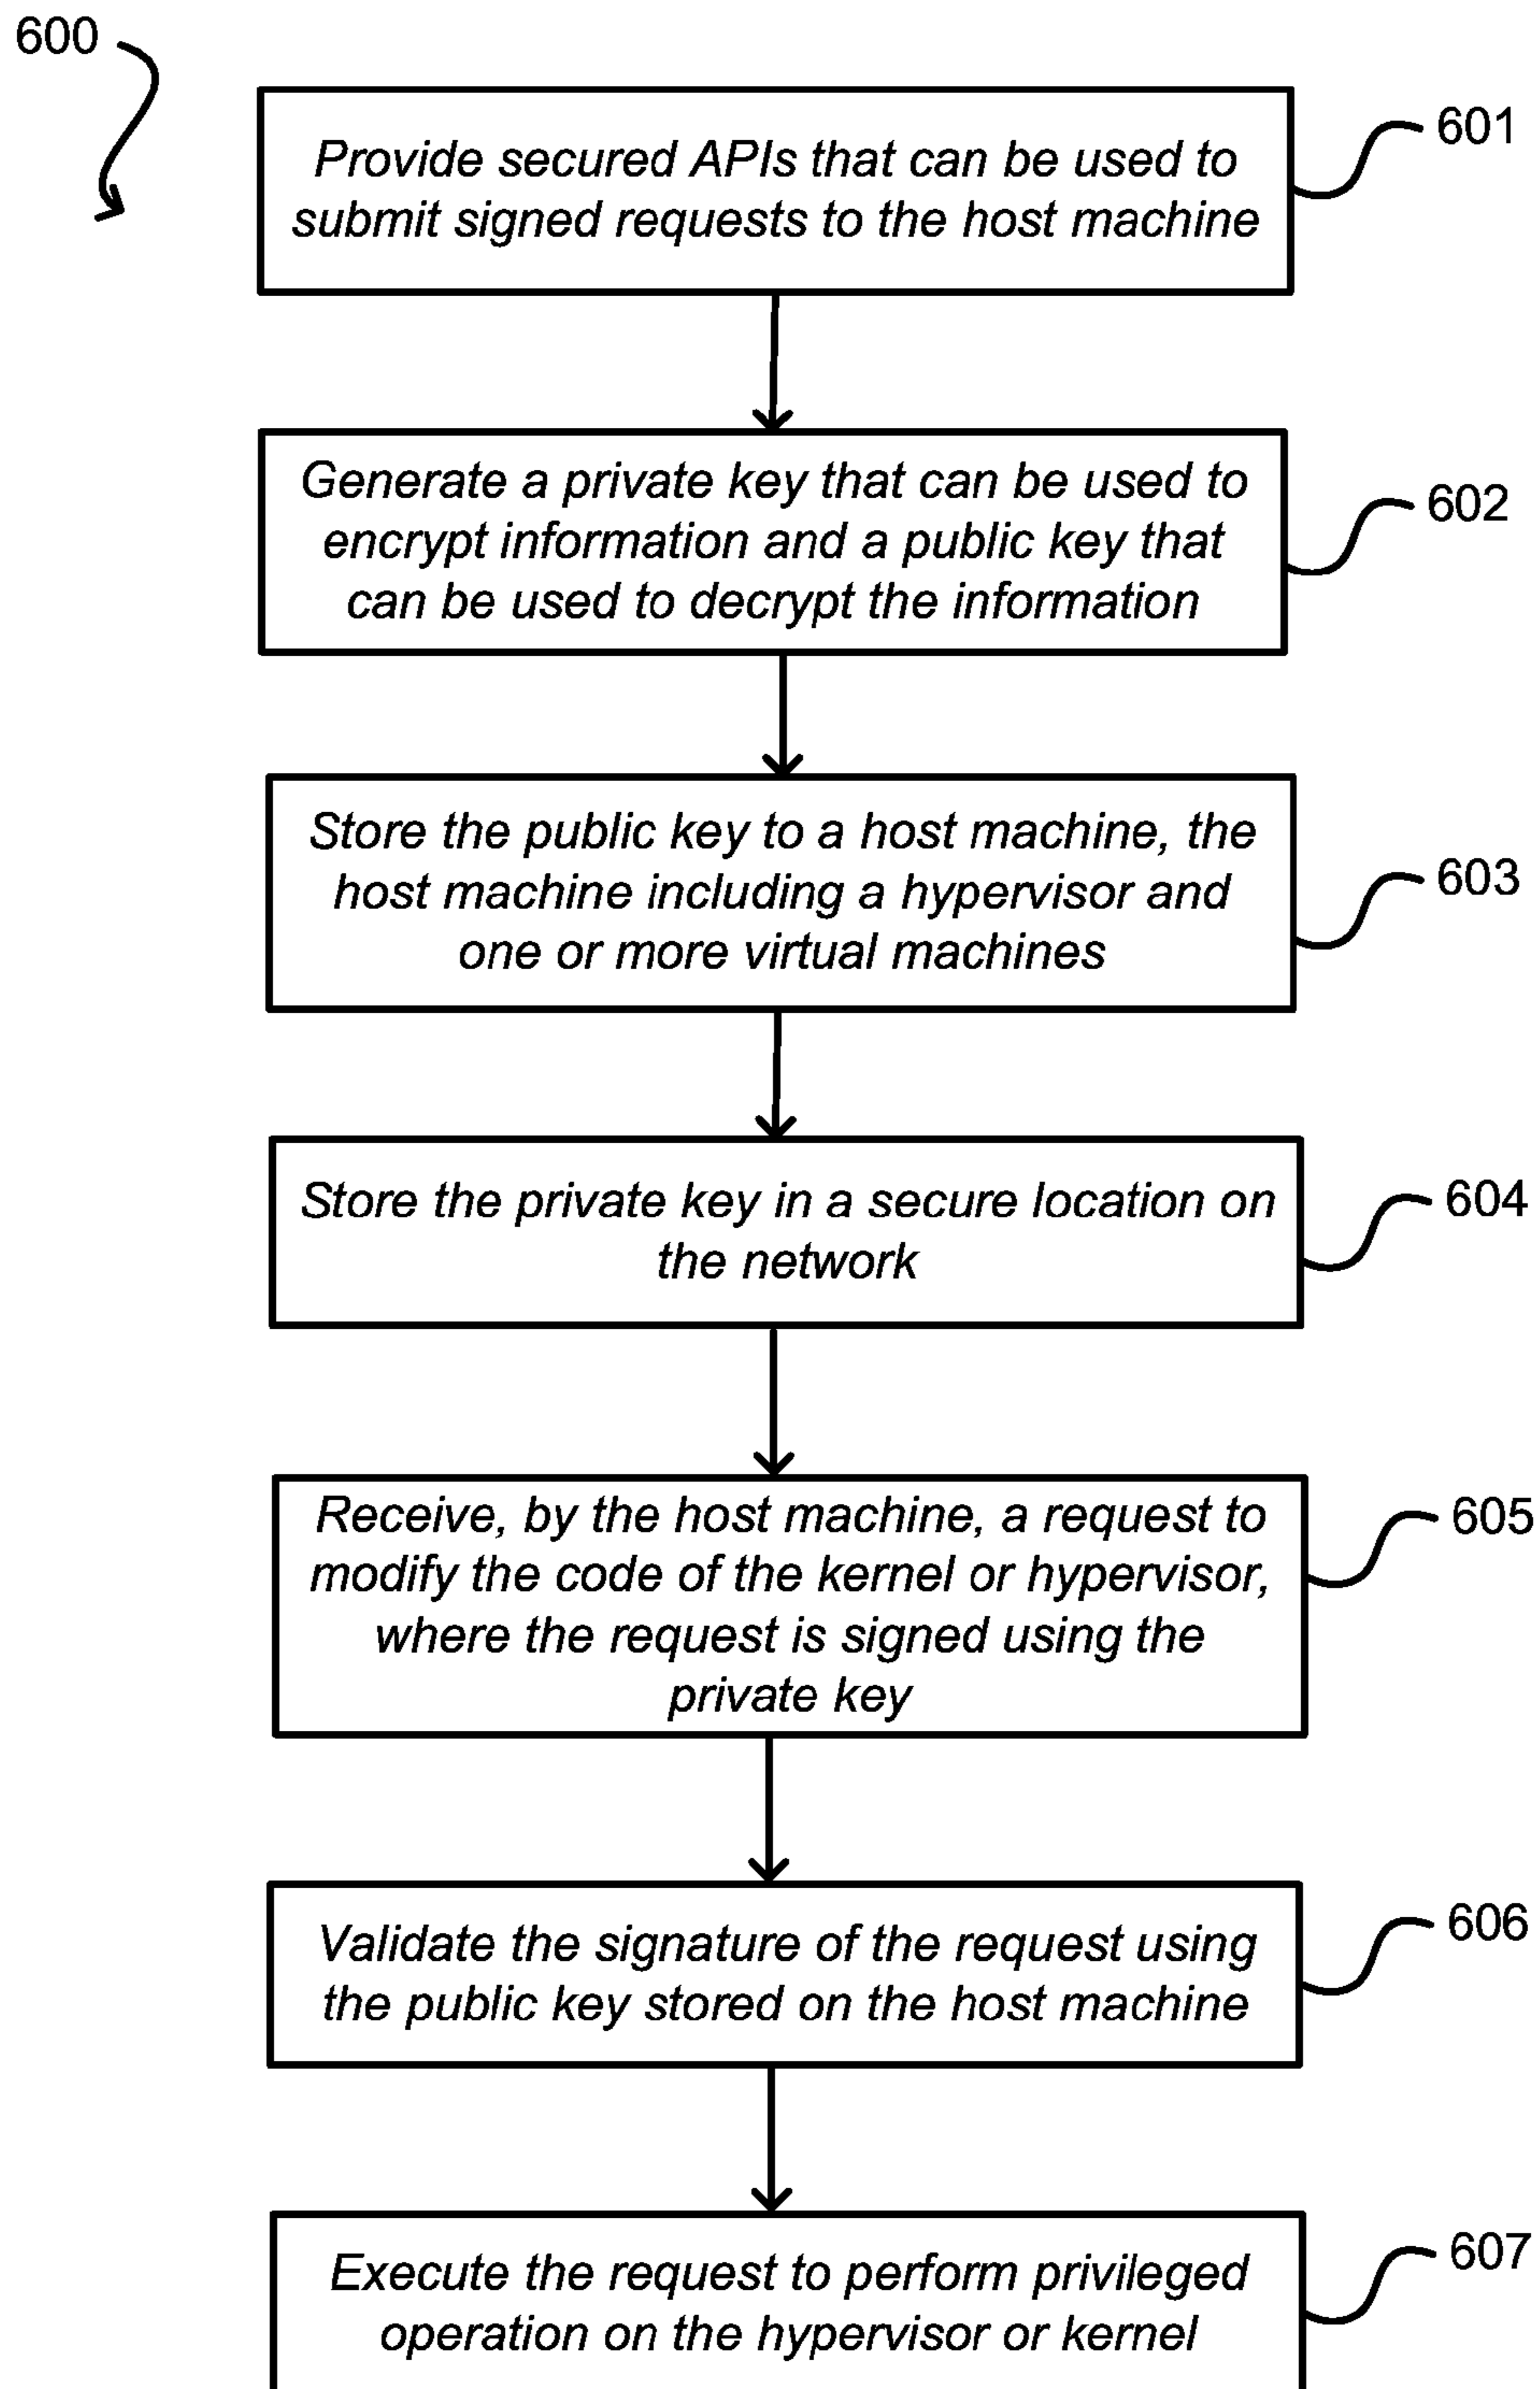 600
601
Provide secured APIs that can be used to
submit signed requests to the host machine
602
Generate a private key that can be used to
encrypt information and a public key that
can be used to decrypt the information
603
Store the public key to a host machine, the
host machine including a hypervisor and
one or more virtual machines
604
Store the private key in a secure location on
the network
605
Receive, by the host machine, a request to
modify the code of the kernel or hypervisor,
where the request is signed using the
private key
606
Validate the signature of the request using
the public key stored on the host machine
607
Execute the request to perform privileged
operation on the hypervisor or kernel